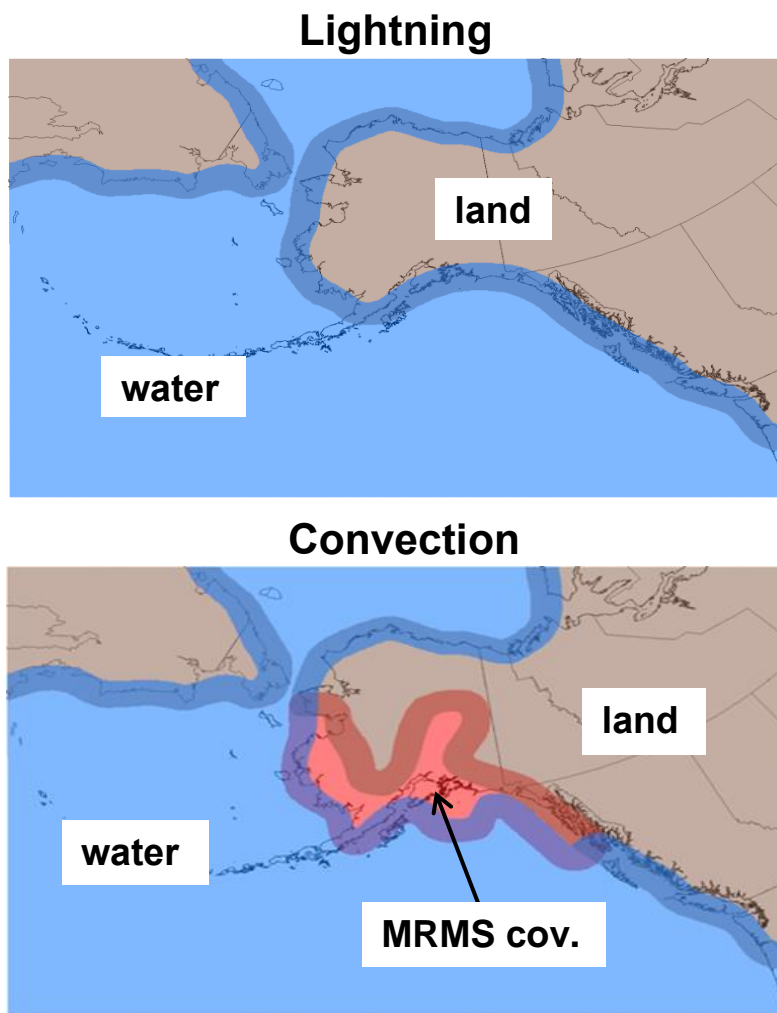 Lightning
land
water
Convection
land
water
MRMS cov.